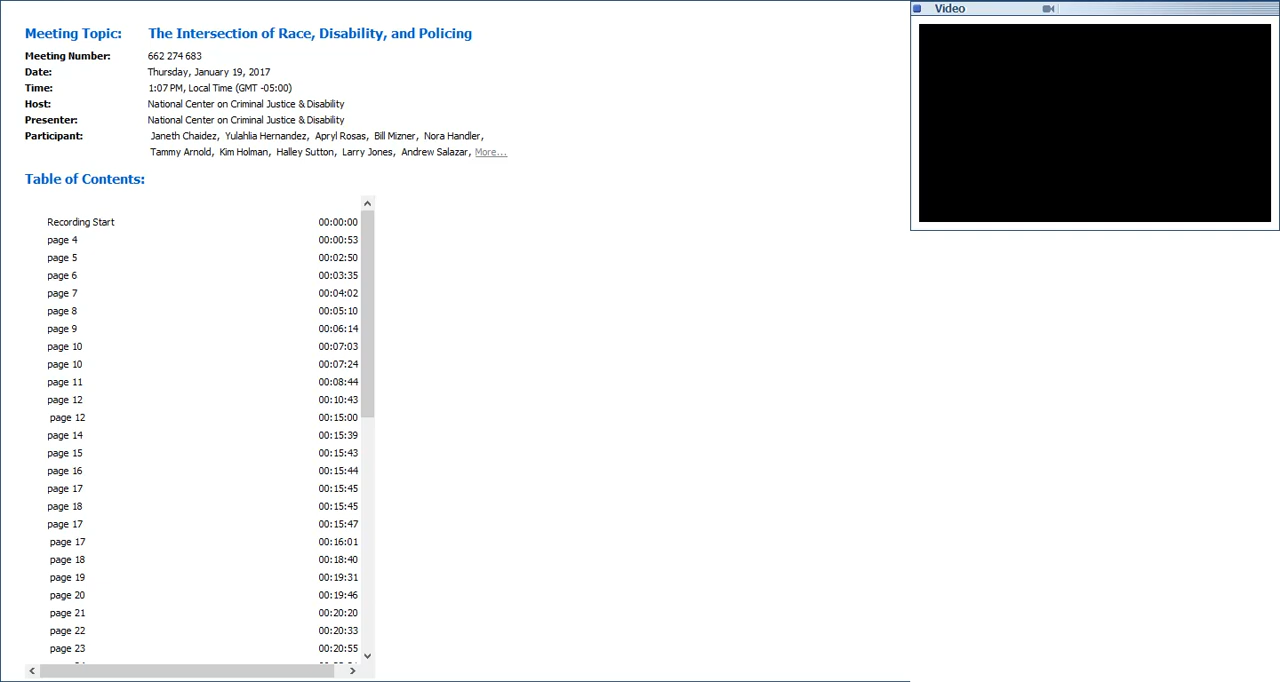 Meeting Topic: The Intersection of Race, Disability, and Policing
Meeting Number: 662 274 683
Date: Thursday, January 19, 2017
Time: 1:07 PM, Local Time (GMT -05:00)
Host: National Center on Criminal Justice & Disability
Presenter: National Center on Criminal Justice & Disability
Participant: Janeth Chaidez, Yulahlia Hernandez, Apryl Rosas, Bill Mizner, Nora Handler,
Tammy Arnold, Kim Holman, Halley Sutton, Larry Jones, Andrew Salazar, More...
Table of Contents:
Recording Start 00:00:00
page 4 00:00:53
page 5 00:02:50
page 6 00:03:35
page 7 00:04:02
page 8 00:05:10
page 9 00:06:14
page 10 00:07:03
page 10 00:07:24
page 11 00:08:44
page 12 00:10:43
page 12 00:15:00
page 14 00:15:39
page 15 00:15:43
page 16 00:15:44
page 17 00:15:45
page 18 00:15:45
page 17 00:15:47
page 17 00:16:01
page 18 00:18:40
page 19 00:19:31
page 20 00:19:46
page 21 00:20:20
page 22 00:20:33
page 23 00:20:55
Video